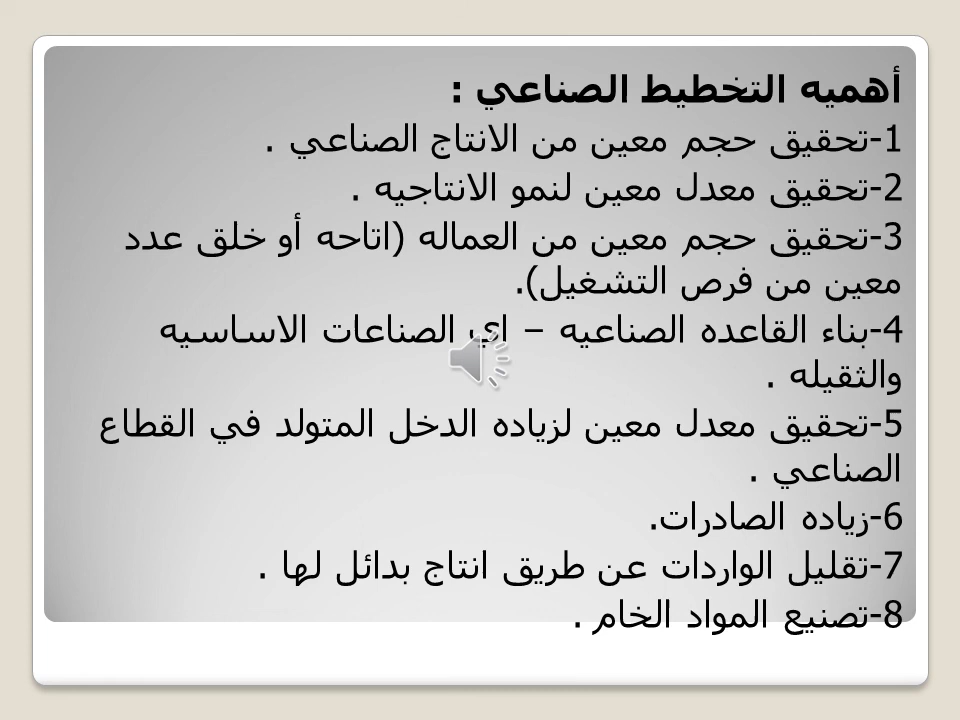 أهميه التخطيط الصناعي :
1-تحقيق حجم معين من الانتاج الصناعي .
2-تحقيق معدل معين لنمو الانتاجيه .
3-تحقيق حجم معين من العماله (اتاحه أو خلق عدد
معين من فرص التشغيل).
4-بناء القاعده الصناعيه – اي الصناعات الاساسيه
والثقيله .
5-تحقيق معدل معين لزياده الدخل المتولد في القطاع
الصناعي .
6-زياده الصادرات.
7-تقليل الواردات عن طريق انتاج بدائل لها .
8-تصنيع المواد الخام .